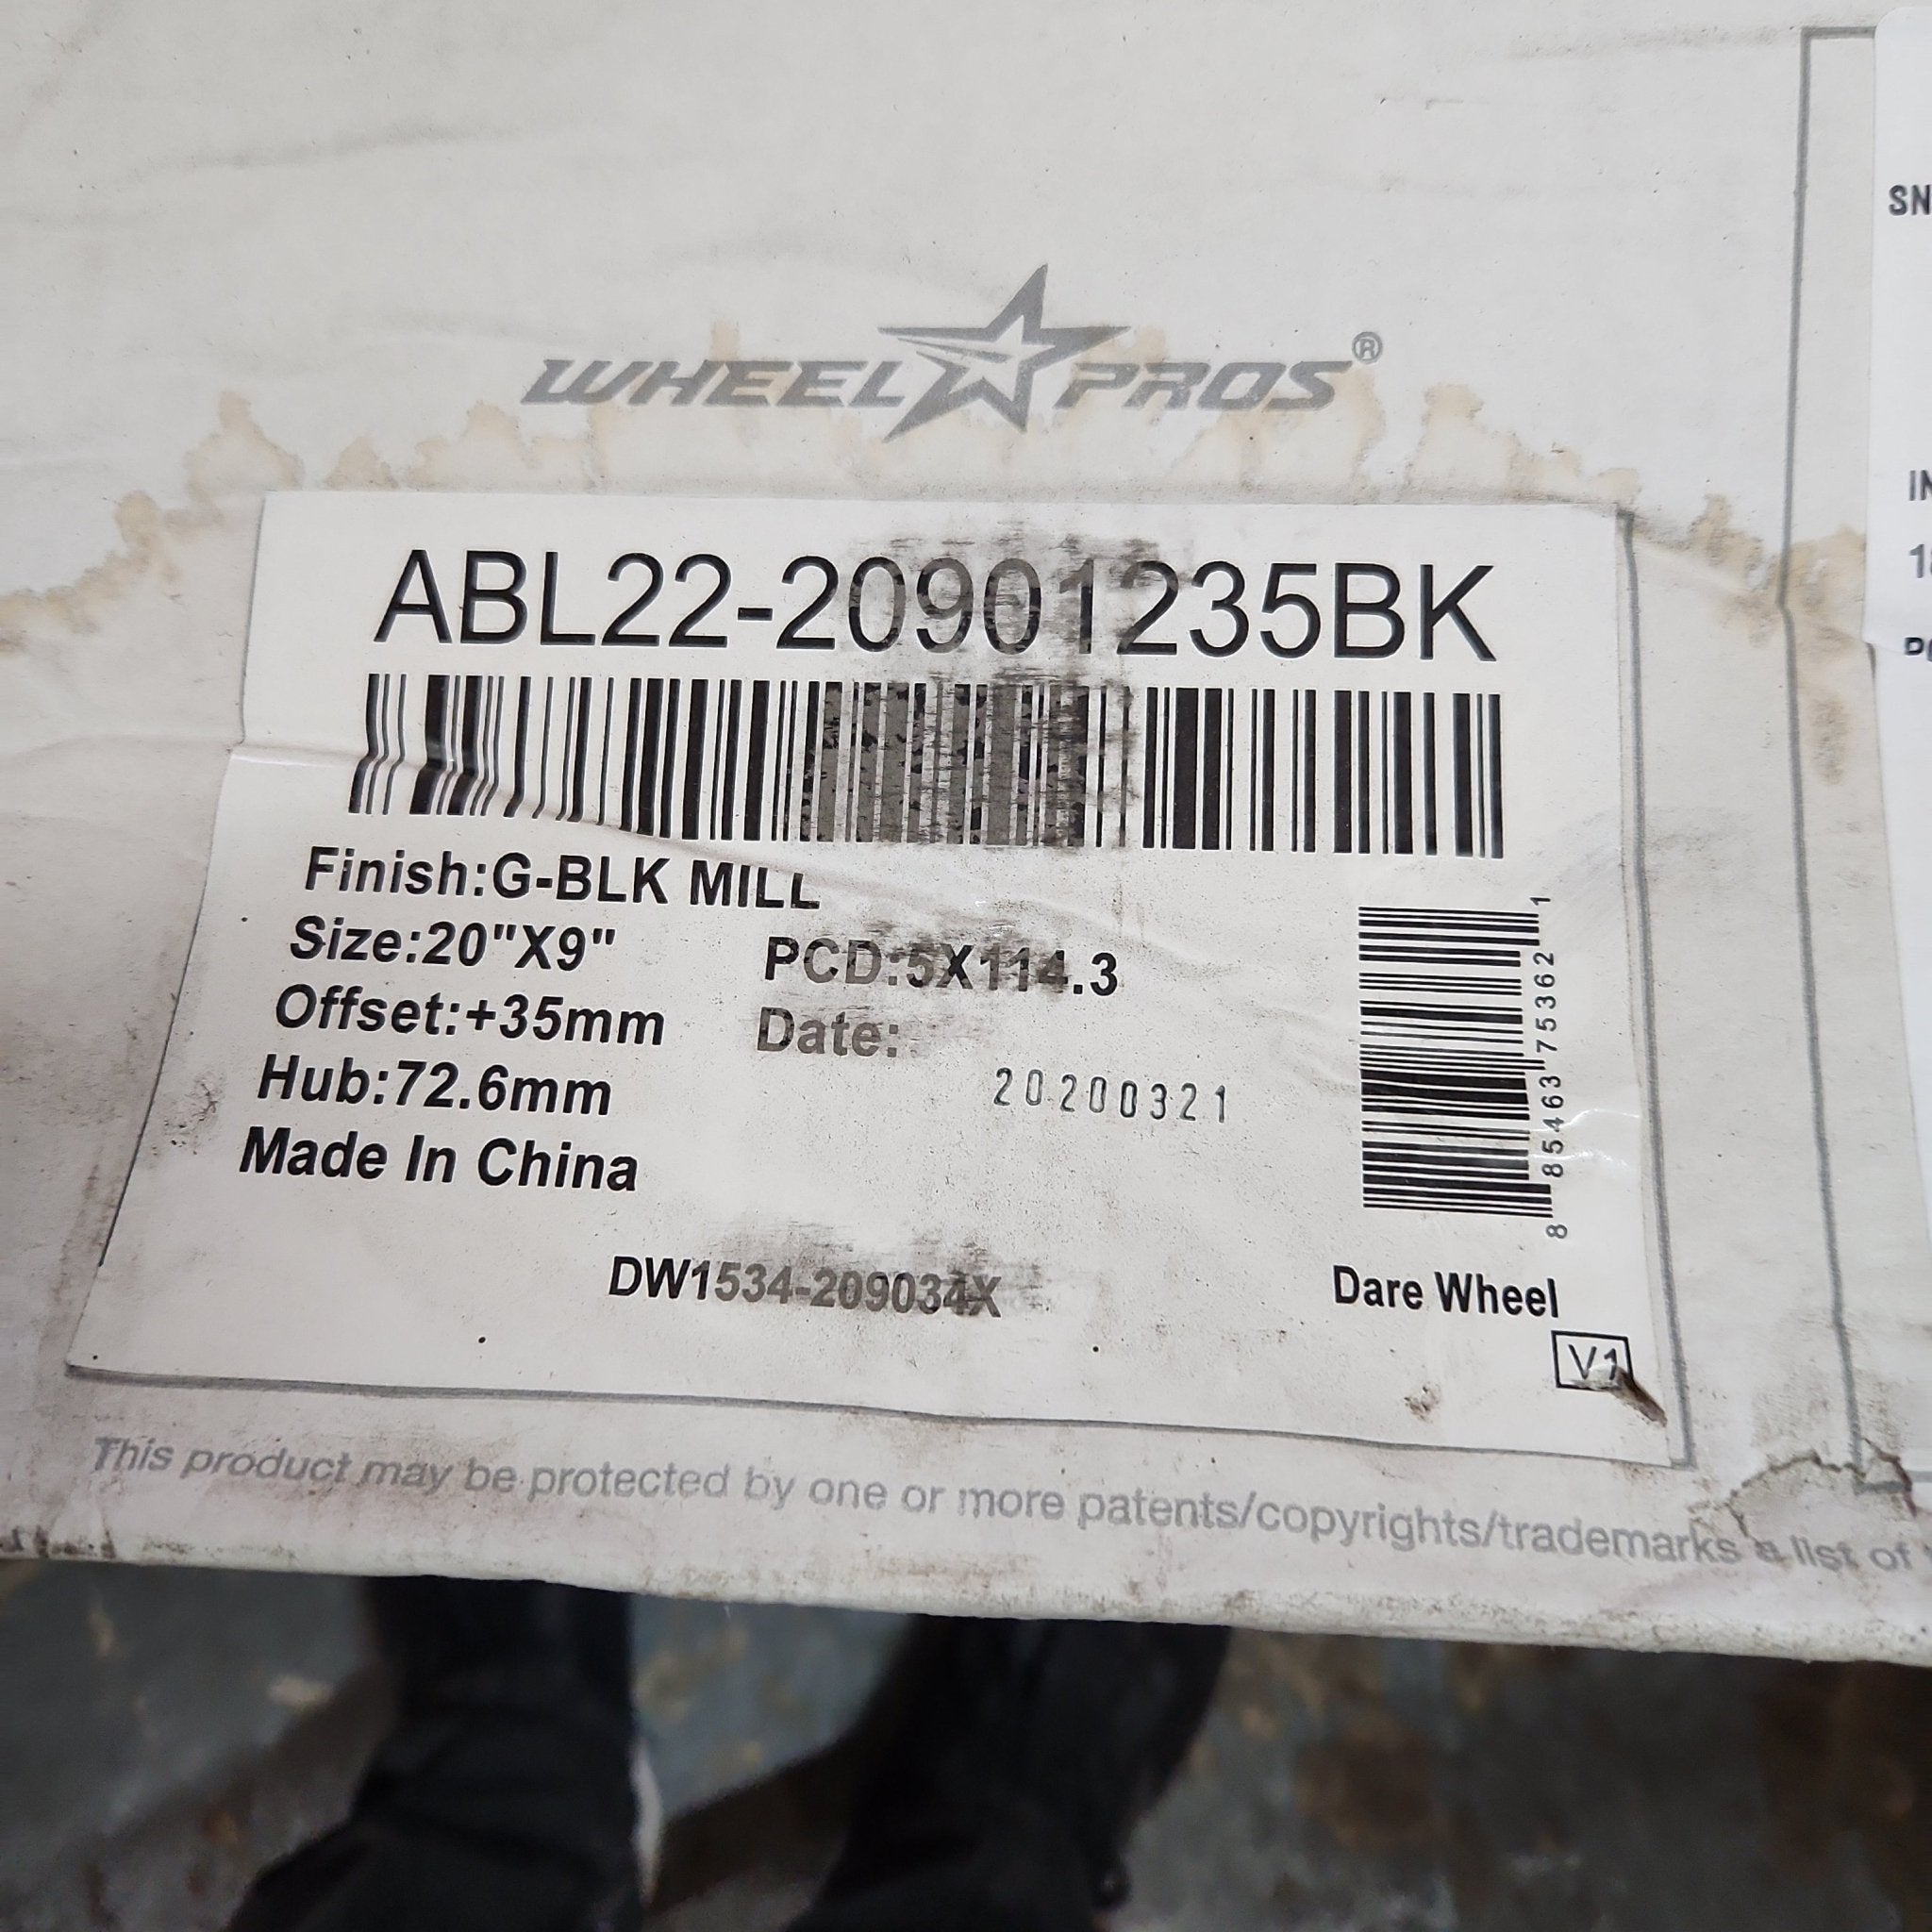 WHEEL PROS®
ABL22-20901235BK
Finish:G-BLK MILL
Size:20"X9"
PCD:5X114.3
Offset:+35mm
Date:
Hub:72.6mm
20200321
Made In China
8 85463 75362 1
DW1534-209034X
Dare Wheel
V1
This product may be protected by one or more patents/copyrights/trademarks a list of
SN
IN